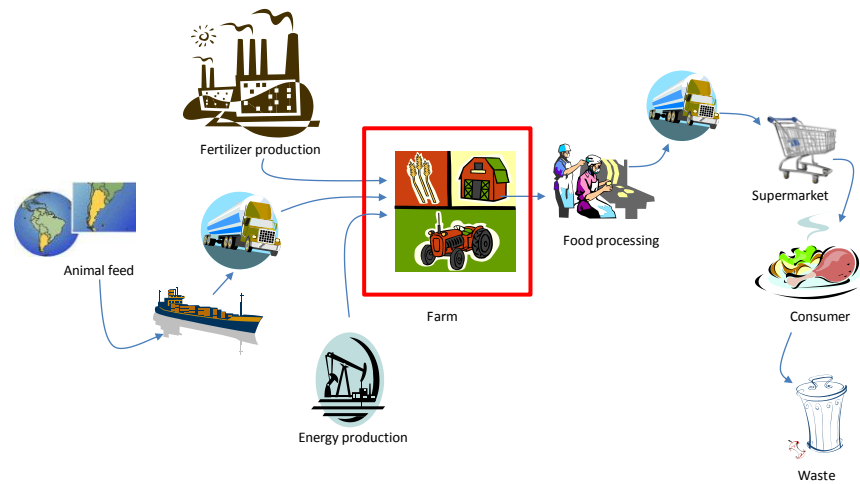 Fertilizer production
Animal feed
Farm
Energy production
Food processing
Supermarket
Consumer
Waste